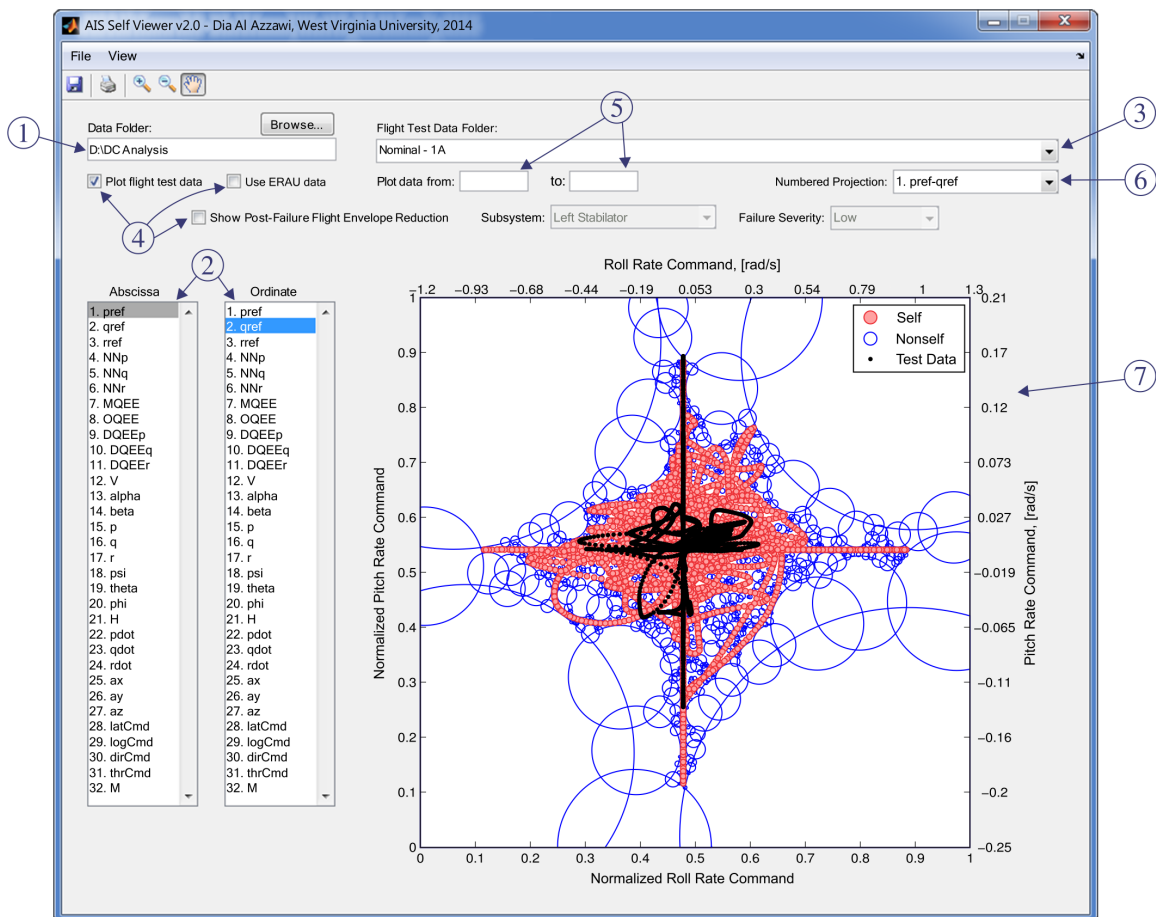 AIS Self Viewer v2.0 - Dia Al Azzawi, West Virginia University, 2014
File View
1
Data Folder:
Browse...
D:\DC Analysis
5
Flight Test Data Folder:
Nominal - 1A
3
Plot flight test data
Use ERAU data
Plot data from:
to:
Numbered Projection:
1. pref-qref
6
4
Show Post-Failure Flight Envelope Reduction
Subsystem:
Left Stabilator
Failure Severity:
Low
2
Abscissa
1. pref
2. qref
3. rref
4. NNp
5. NNq
6. NNr
7. MQEE
8. OQEE
9. DQEEp
10. DQEEq
11. DQEEr
12. V
13. alpha
14. beta
15. p
16. q
17. r
18. psi
19. theta
20. phi
21. H
22. pdot
23. qdot
24. rdot
25. ax
26. ay
27. az
28. latCmd
29. logCmd
30. dirCmd
31. thrCmd
32. M
Ordinate
1. pref
2. qref
3. rref
4. NNp
5. NNq
6. NNr
7. MQEE
8. OQEE
9. DQEEp
10. DQEEq
11. DQEEr
12. V
13. alpha
14. beta
15. p
16. q
17. r
18. psi
19. theta
20. phi
21. H
22. pdot
23. qdot
24. rdot
25. ax
26. ay
27. az
28. latCmd
29. logCmd
30. dirCmd
31. thrCmd
32. M
Roll Rate Command, [rad/s]
−1.2 −0.93 −0.68 −0.44 −0.19 0.053 0.3 0.54 0.79 1 1.3
Self
Nonself
Test Data
7
1
0.9
0.8
0.7
0.6
0.5
0.4
0.3
0.2
0.1
0
Normalized Pitch Rate Command
0.21
0.17
0.12
0.073
0.027
−0.019
−0.065
−0.11
−0.16
−0.2
−0.25
Pitch Rate Command, [rad/s]
0 0.1 0.2 0.3 0.4 0.5 0.6 0.7 0.8 0.9 1
Normalized Roll Rate Command